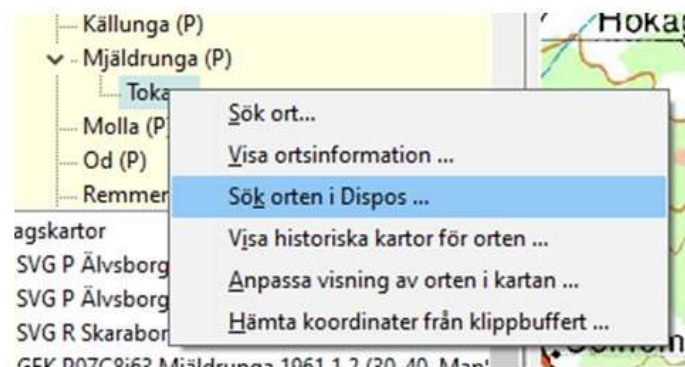 Källunga (P)
Mjäldrunga (P)
Toka
Molla (P
Od (P)
Remmer
Sök ort...
Visa ortsinformation ...
Sök orten i Dispos ...
Visa historiska kartor för orten ...
Anpassa visning av orten i kartan ...
Hämta koordinater från klippbuffert ...
agskartor
SVG P Älvsborg
SVG P Älvsborg
SVG R Skarabor
Hökag